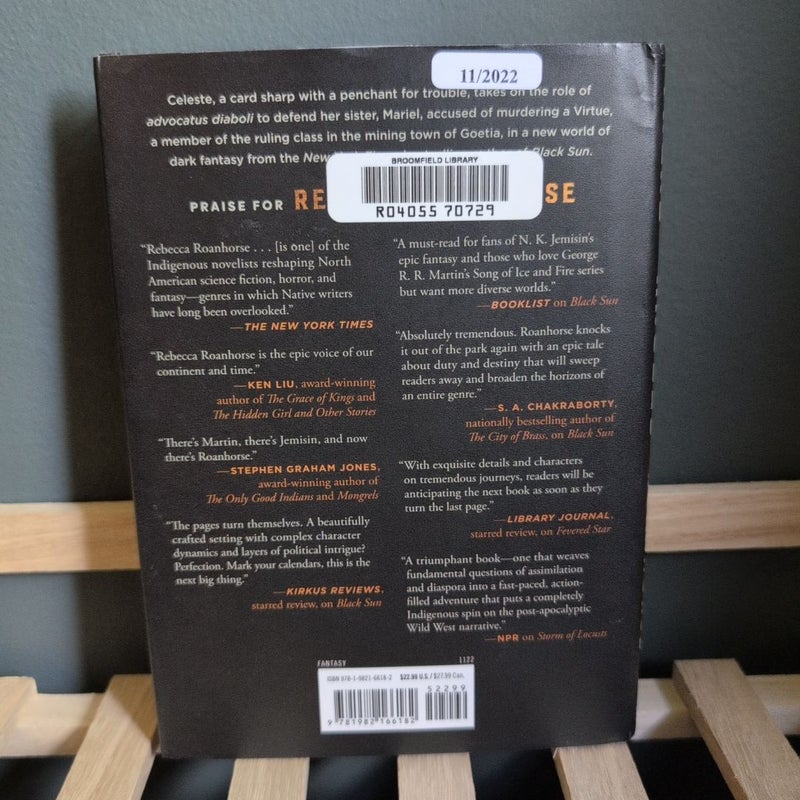 11/2022
Celeste, a card sharp with a penchant for trouble, takes on the role of
advocatus diaboli to defend her sister, Mariel, accused of murdering a Virtue,
a member of the ruling class in the mining town of Goetia, in a new world of
dark fantasy from the New Black Sun.
BROOMFIELD LIBRARY
R04055 70729
PRAISE FOR RE SE
“Rebecca Roanhorse . . . [is one] of the
Indigenous novelists reshaping North
American science fiction, horror, and
fantasy—genres in which Native writers
have long been overlooked.”
—THE NEW YORK TIMES
“Rebecca Roanhorse is the epic voice of our
continent and time.”
—KEN LIU, award-winning
author of The Grace of Kings and
The Hidden Girl and Other Stories
“There’s Martin, there’s Jemisin, and now
there’s Roanhorse.”
—STEPHEN GRAHAM JONES,
award-winning author of
The Only Good Indians and Mongrels
“The pages turn themselves. A beautifully
crafted setting with complex character
dynamics and layers of political intrigue?
Perfection. Mark your calendars, this is the
next big thing.”
—KIRKUS REVIEWS,
starred review, on Black Sun
“A must-read for fans of N. K. Jemisin’s
epic fantasy and those who love George
R. R. Martin’s Song of Ice and Fire series
but want more diverse worlds.”
—BOOKLIST on Black Sun
“Absolutely tremendous. Roanhorse knocks
it out of the park again with an epic tale
about duty and destiny that will sweep
readers away and broaden the horizons of
an entire genre.”
—S. A. CHAKRABORTY,
nationally bestselling author of
The City of Brass, on Black Sun
“With exquisite details and characters
on tremendous journeys, readers will be
anticipating the next book as soon as they
turn the last page.”
—LIBRARY JOURNAL,
starred review, on Fevered Star
“A triumphant book—one that weaves
fundamental questions of assimilation
and diaspora into a fast-paced, action-
filled adventure that puts a completely
Indigenous spin on the post-apocalyptic
Wild West narrative.”
—NPR on Storm of Locusts
FANTASY 1122
ISBN 978-1-9821-6618-2 $22.99 U.S./$27.99 Can.
52299
9 781982 166182